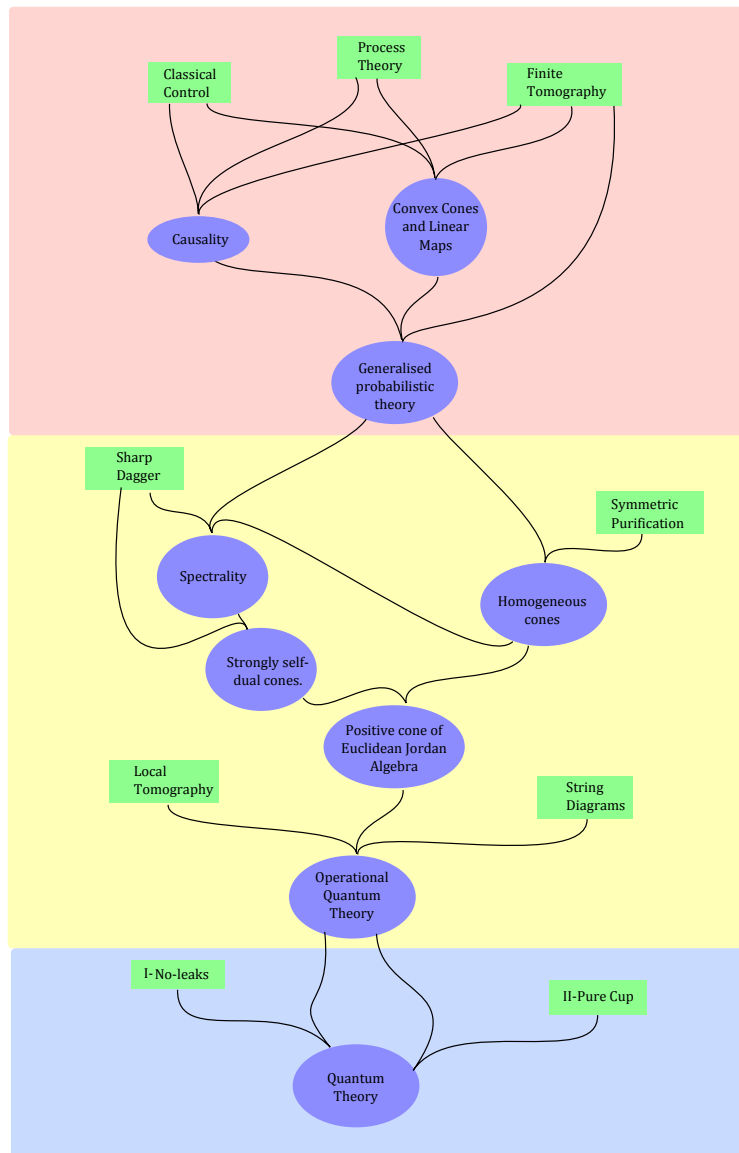 Process
Theory
Classical
Control
Finite
Tomography
Convex Cones
and Linear
Maps
Causality
Generalised
probabilistic
theory
Sharp
Dagger
Symmetric
Purification
Spectrality
Homogeneous
cones
Strongly self-
dual cones.
Positive cone of
Euclidean Jordan
Algebra
Local
Tomography
String
Diagrams
Operational
Quantum
Theory
I-No-leaks
II-Pure Cup
Quantum
Theory